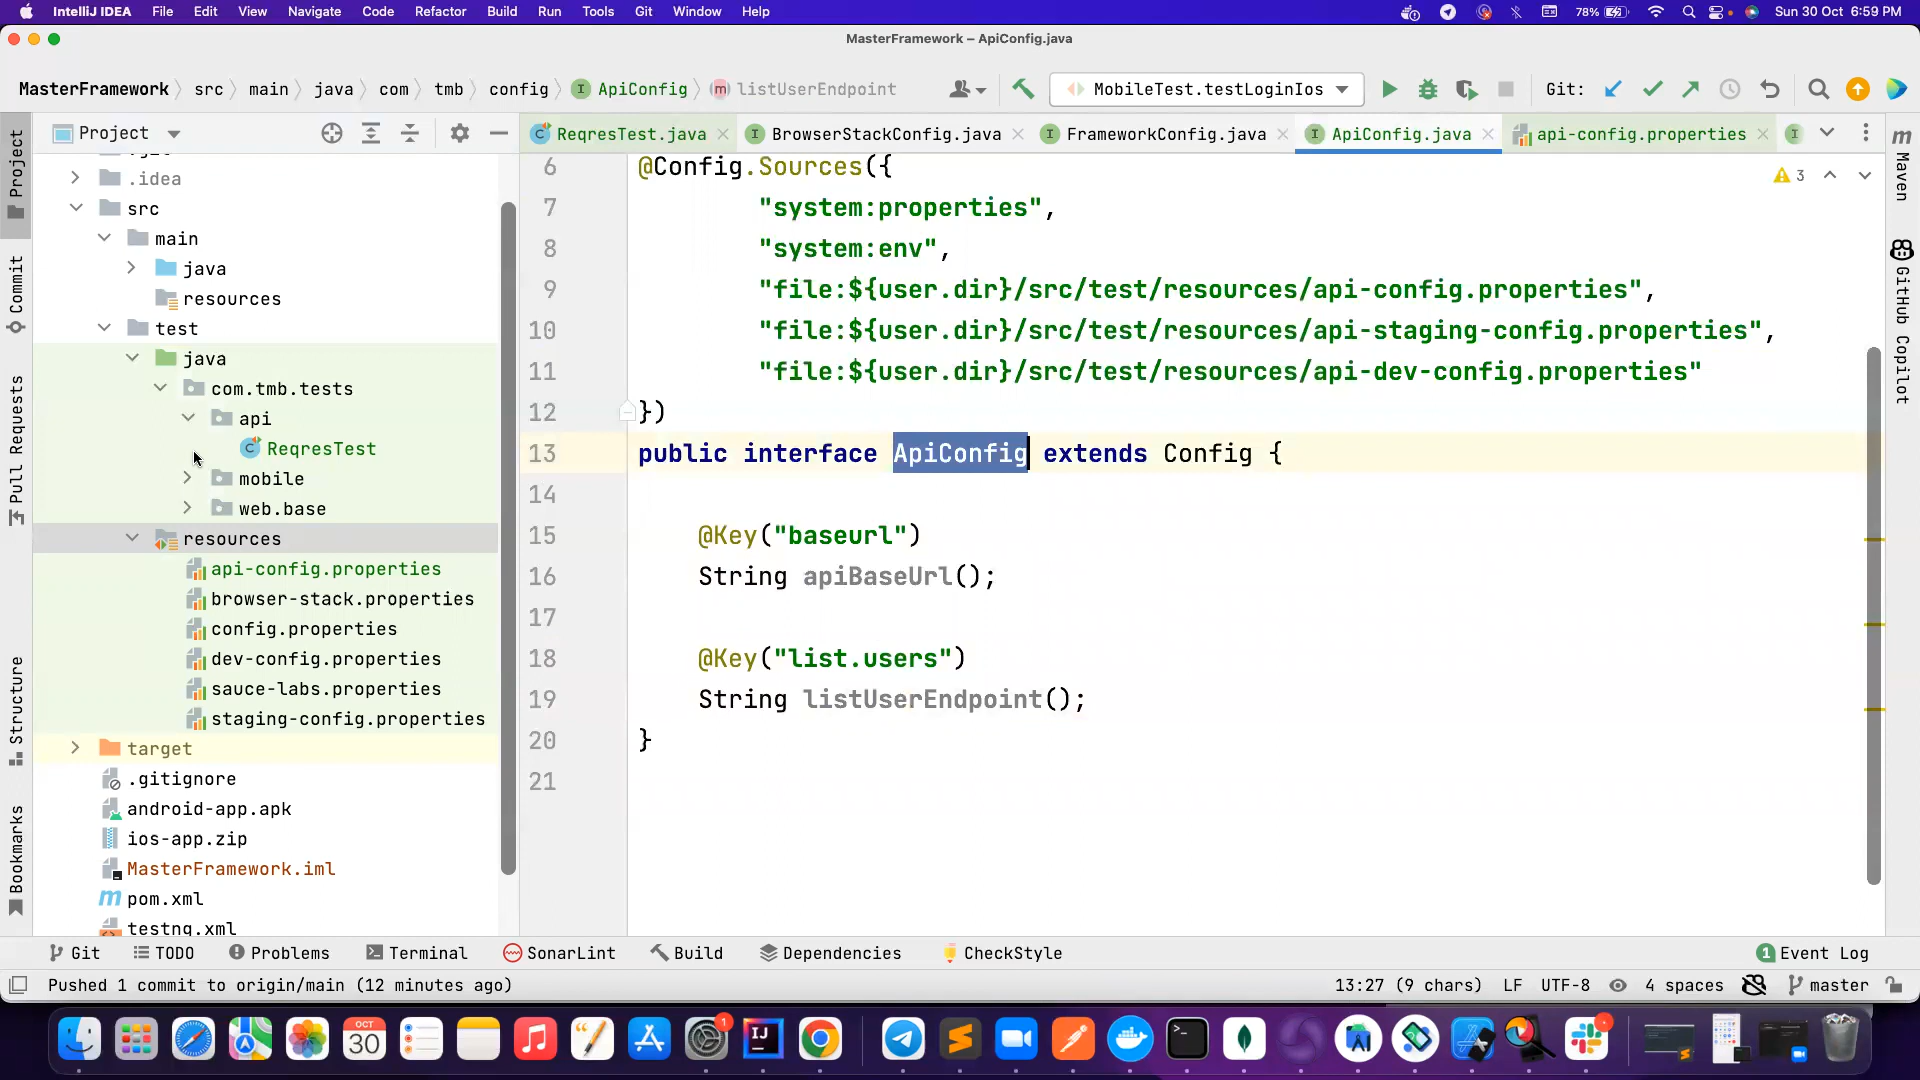 IntelliJ IDEA File Edit View Navigate Code Refactor Build Run Tools Git Window Help 78% Sun 30 Oct 6:59 PM
MasterFramework – ApiConfig.java
MasterFramework src main java com tmb config I ApiConfig m listUserEndpoint MobileTest.testLoginIos Git:
Project
ReqresTest.java BrowserStackConfig.java FrameworkConfig.java ApiConfig.java api-config.properties
.idea
src
main
java
resources
test
java
com.tmb.tests
api
ReqresTest
mobile
web.base
resources
api-config.properties
browser-stack.properties
config.properties
dev-config.properties
sauce-labs.properties
staging-config.properties
target
.gitignore
android-app.apk
ios-app.zip
MasterFramework.iml
pom.xml
testng.xml
6 @Config.Sources({
7 "system:properties",
8 "system:env",
9 "file:${user.dir}/src/test/resources/api-config.properties",
10 "file:${user.dir}/src/test/resources/api-staging-config.properties",
11 "file:${user.dir}/src/test/resources/api-dev-config.properties"
12 })
13 public interface ApiConfig extends Config {
14
15 @Key("baseurl")
16 String apiBaseUrl();
17
18 @Key("list.users")
19 String listUserEndpoint();
20 }
21
3
Project
Commit
Pull Requests
Structure
Bookmarks
Maven
GitHub Copilot
Git TODO Problems Terminal SonarLint Build Dependencies CheckStyle 1 Event Log
Pushed 1 commit to origin/main (12 minutes ago) 13:27 (9 chars) LF UTF-8 4 spaces master
OCT
30
1
IJ